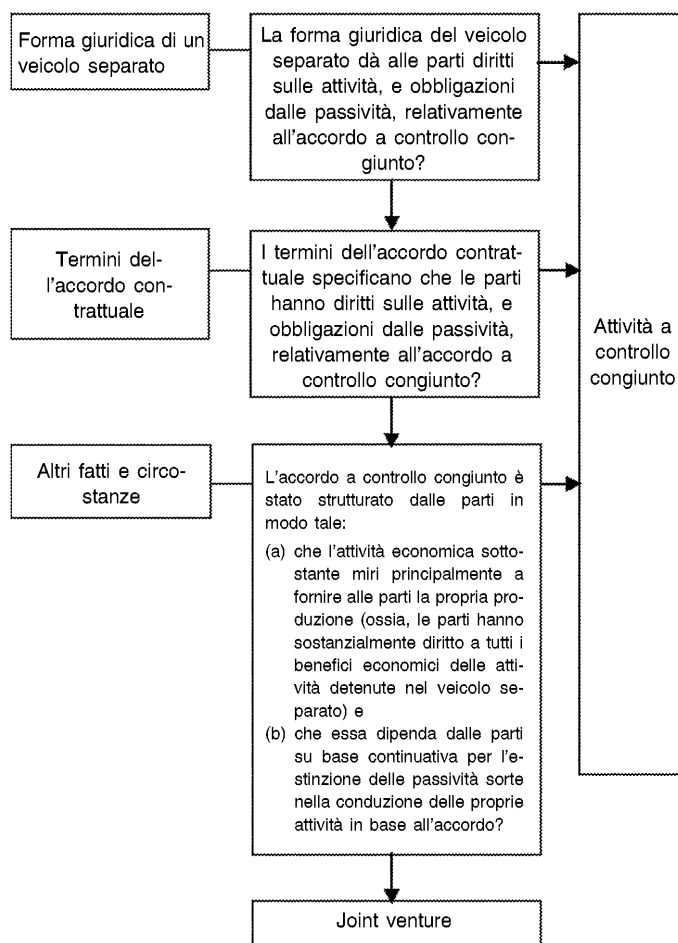 Forma giuridica di un
veicolo separato
La forma giuridica del veicolo
separato dà alle parti diritti
sulle attività, e obbligazioni
dalle passività, relativamente
all'accordo a controllo con-
giunto?
Termini del-
l'accordo con-
trattuale
I termini dell'accordo contrat-
tuale specificano che le parti
hanno diritti sulle attività, e
obbligazioni dalle passività,
relativamente all'accordo a
controllo congiunto?
Attività a
controllo
congiunto
Altri fatti e circo-
stanze
L'accordo a controllo congiunto è
stato strutturato dalle parti in
modo tale:
(a) che l'attività economica sotto-
stante miri principalmente a
fornire alle parti la propria pro-
duzione (ossia, le parti hanno
sostanzialmente diritto a tutti i
benefici economici delle atti-
vità detenute nel veicolo se-
parato) e
(b) che essa dipenda dalle parti
su base continuativa per l'e-
stinzione delle passività sorte
nella conduzione delle proprie
attività in base all'accordo?
Joint venture